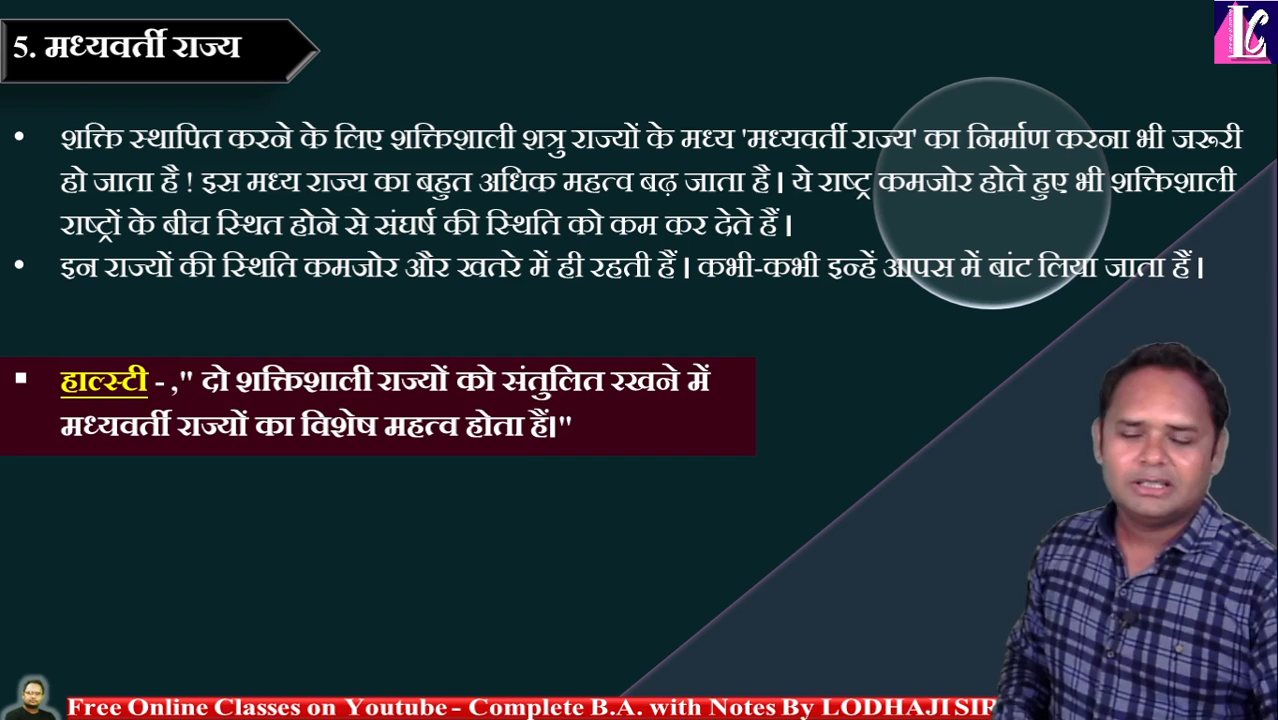 5. मध्यवर्ती राज्य
LC
• शक्ति स्थापित करने के लिए शक्तिशाली शत्रु राज्यों के मध्य 'मध्यवर्ती राज्य' का निर्माण करना भी जरूरी
हो जाता है ! इस मध्य राज्य का बहुत अधिक महत्व बढ़ जाता है। ये राष्ट्र कमजोर होते हुए भी शक्तिशाली
राष्ट्रों के बीच स्थित होने से संघर्ष की स्थिति को कम कर देते हैं।
• इन राज्यों की स्थिति कमजोर और खतरे में ही रहती हैं। कभी-कभी इन्हें आपस में बांट लिया जाता हैं।
▪ हाल्स्टी - ," दो शक्तिशाली राज्यों को संतुलित रखने में
मध्यवर्ती राज्यों का विशेष महत्व होता हैं।"
Free Online Classes on Youtube - Complete B.A. with Notes By LODHAJI SIR